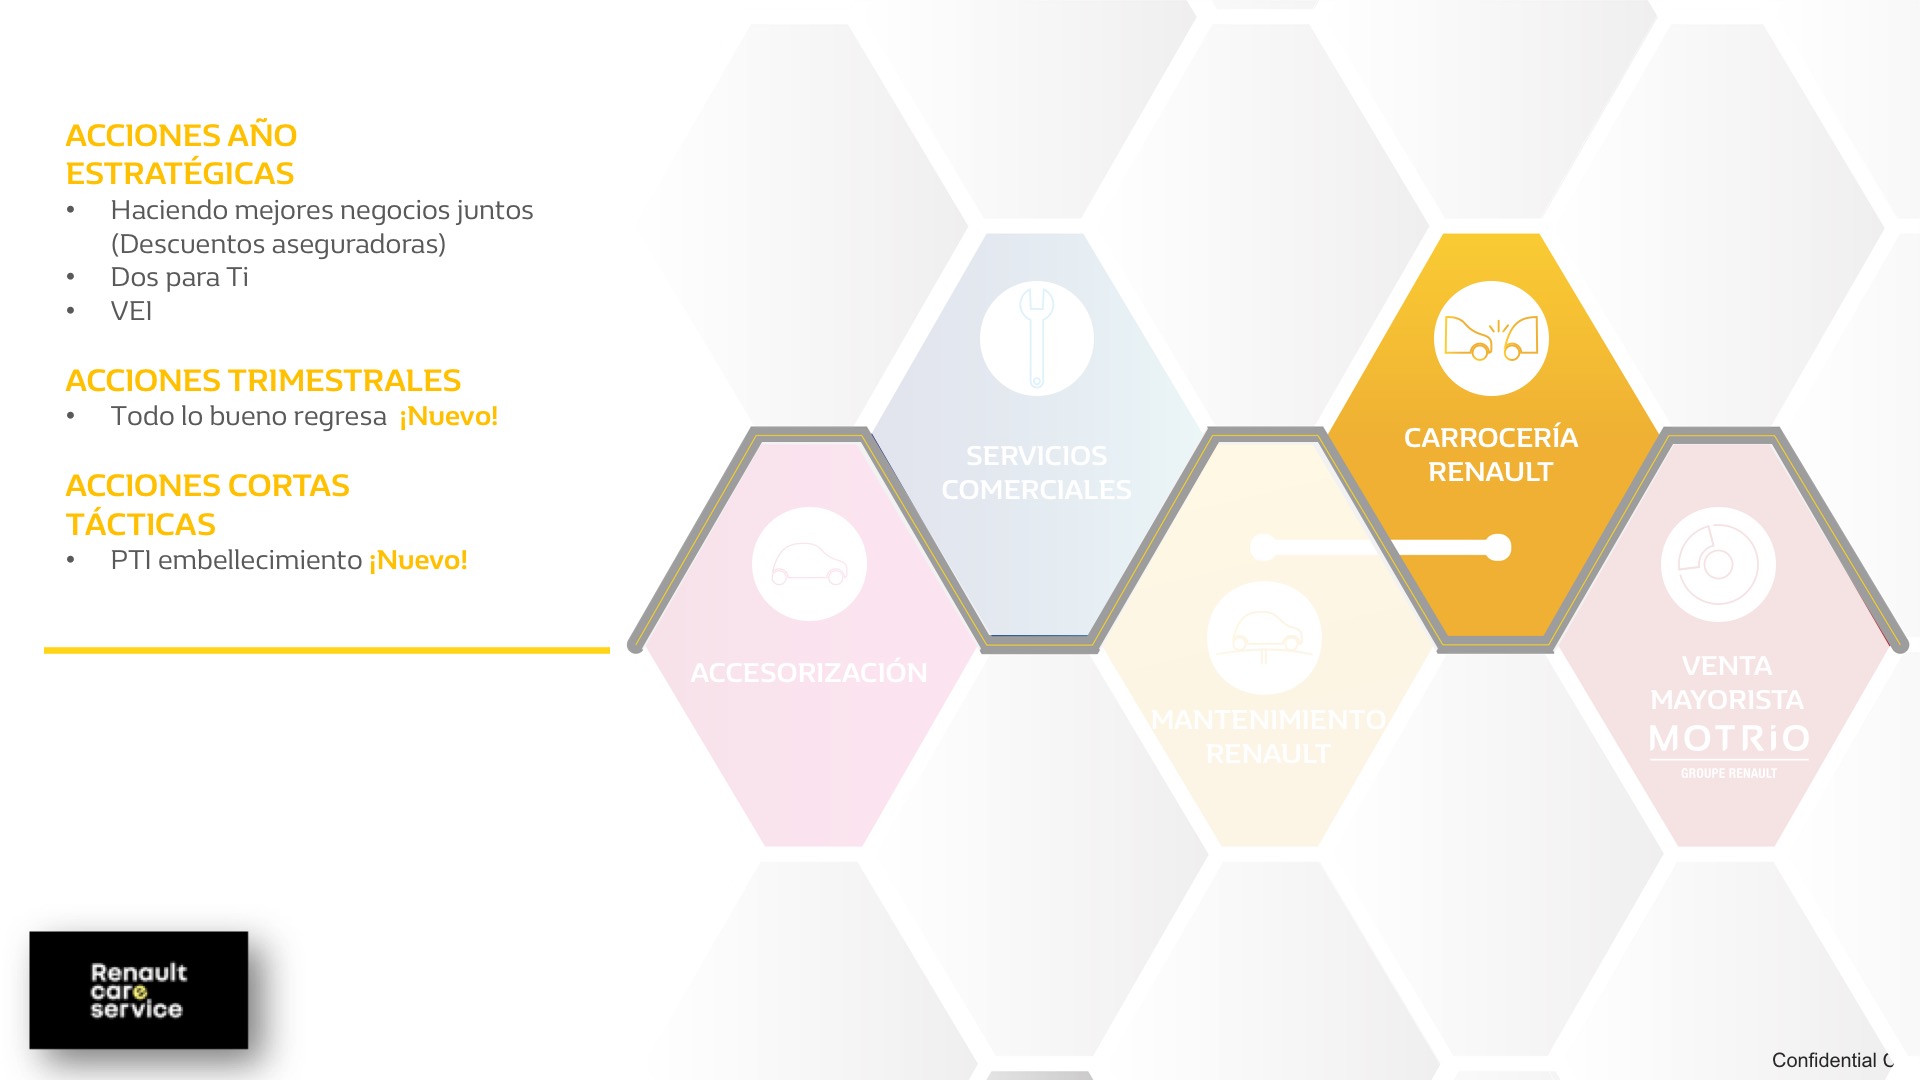 ACCIONES AÑO
ESTRATÉGICAS
• Haciendo mejores negocios juntos
(Descuentos aseguradoras)
• Dos para Ti
• VEI
ACCIONES TRIMESTRALES
• Todo lo bueno regresa ¡Nuevo!
ACCIONES CORTAS
TÁCTICAS
• PTI embellecimiento ¡Nuevo!
SERVICIOS
COMERCIALES
CARROCERÍA
RENAULT
ACCESORIZACIÓN
MANTENIMIENTO
RENAULT
VENTA
MAYORISTA
MOTRiO
GROUPE RENAULT
Renault
care
service
Confidential C